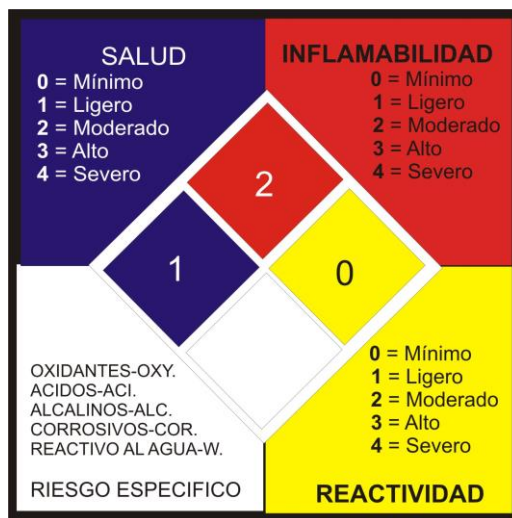 SALUD
0 = Mínimo
1 = Ligero
2 = Moderado
3 = Alto
4 = Severo
INFLAMABILIDAD
0 = Mínimo
1 = Ligero
2 = Moderado
3 = Alto
4 = Severo
2
1
0
OXIDANTES-OXY.
ACIDOS-ACI.
ALCALINOS-ALC.
CORROSIVOS-COR.
REACTIVO AL AGUA-W.
RIESGO ESPECIFICO
0 = Mínimo
1 = Ligero
2 = Moderado
3 = Alto
4 = Severo
REACTIVIDAD